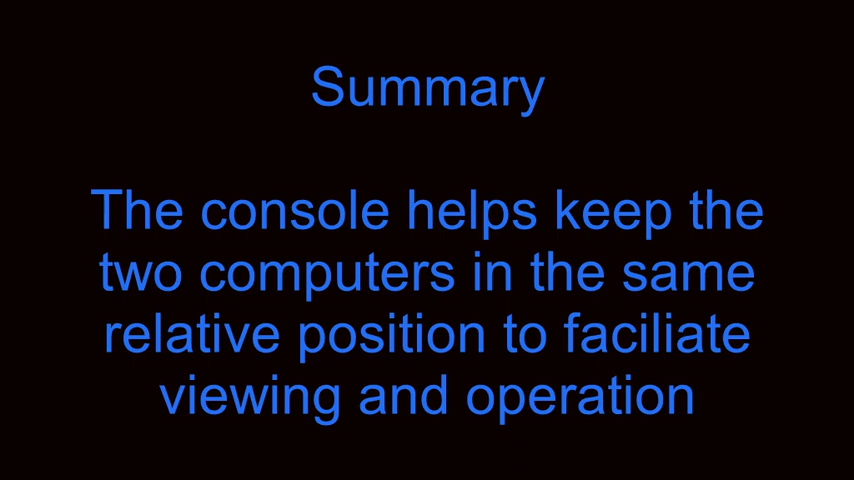 Summary
The console helps keep the
two computers in the same
relative position to faciliate
viewing and operation